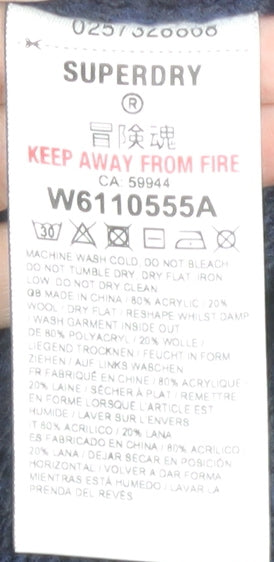 0257328868
SUPERDRY
®
冒険魂
KEEP AWAY FROM FIRE
CA: 59944
W6110555A
30
MACHINE WASH COLD. DO NOT BLEACH
DO NOT TUMBLE DRY. DRY FLAT. IRON
LOW. DO NOT DRY CLEAN
GB MADE IN CHINA / 80% ACRYLIC / 20%
WOOL / DRY FLAT / RESHAPE WHILST DAMP
/ WASH GARMENT INSIDE OUT
DE 80% POLYACRYL / 20% WOLLE /
LIEGEND TROCKNEN / FEUCHT IN FORM
ZIEHEN / AUF LINKS WASCHEN
FR FABRIQUÉ EN CHINE / 80% ACRYLIQUE /
20% LAINE / SÉCHER À PLAT / REMETTRE
EN FORME LORSQUE L'ARTICLE EST
HUMIDE / LAVER SUR L'ENVERS
IT 80% ACRILICO / 20% LANA
ES FABRICADO EN CHINA / 80% ACRÍLICO /
20% LANA / DEJAR SECAR EN POSICIÓN
HORIZONTAL / VOLVER A DAR FORMA
MIENTRAS ESTÁ HÚMEDO / LAVAR LA
PRENDA DEL REVÉS